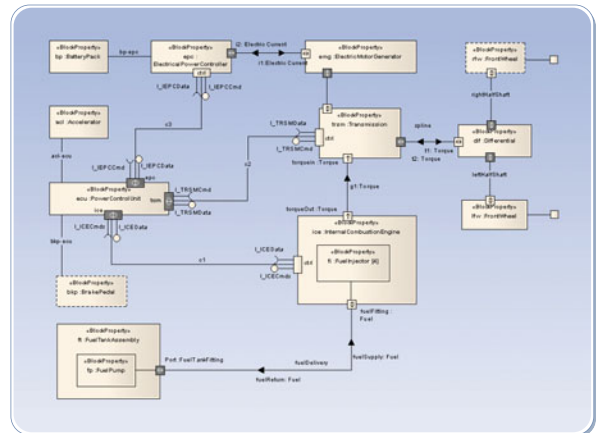 «BlockProperty»
bp :BatteryPack
bp-epc
«BlockProperty»
epc :
ElectricalPowerController
ctrl
i2: Electric Current
i1:Electric Current
«BlockProperty»
emg :ElectricMotorGenerator
«BlockProperty»
rfw :FrontWheel
I_IEPCData
I_IEPCCmd
c3
«BlockProperty»
acl :Accelerator
acl-ecu
I_TRSMData
I_TRSMCmd
ctrl
«BlockProperty»
trsm :Transmission
rightHalfShaft
spline
t1: Torque
t2: Torque
«BlockProperty»
dif :Differential
leftHalfShaft
c2
torqueIn :Torque
I_IEPCCmd
I_IEPCData
epc
«BlockProperty»
ecu :PowerControlUnit
ice
trsm
I_TRSMCmd
I_TRSMData
g1:Torque
torqueOut :Torque
«BlockProperty»
lfw :FrontWheel
I_ICECmds
I_ICEData
bkp-ecu
c1
I_ICEData
I_ICECmds
ctrl
«BlockProperty»
ice :InternalCombustionEngine
«BlockProperty»
fi :FuelInjector [4]
«BlockProperty»
bkp :BrakePedal
fuelFitting :
Fuel
«BlockProperty»
ft :FuelTankAssembly
«BlockProperty»
fp :FuelPump
Port :FuelTankFitting
fuelDelivery
fuelSupply: Fuel
fuelReturn: Fuel